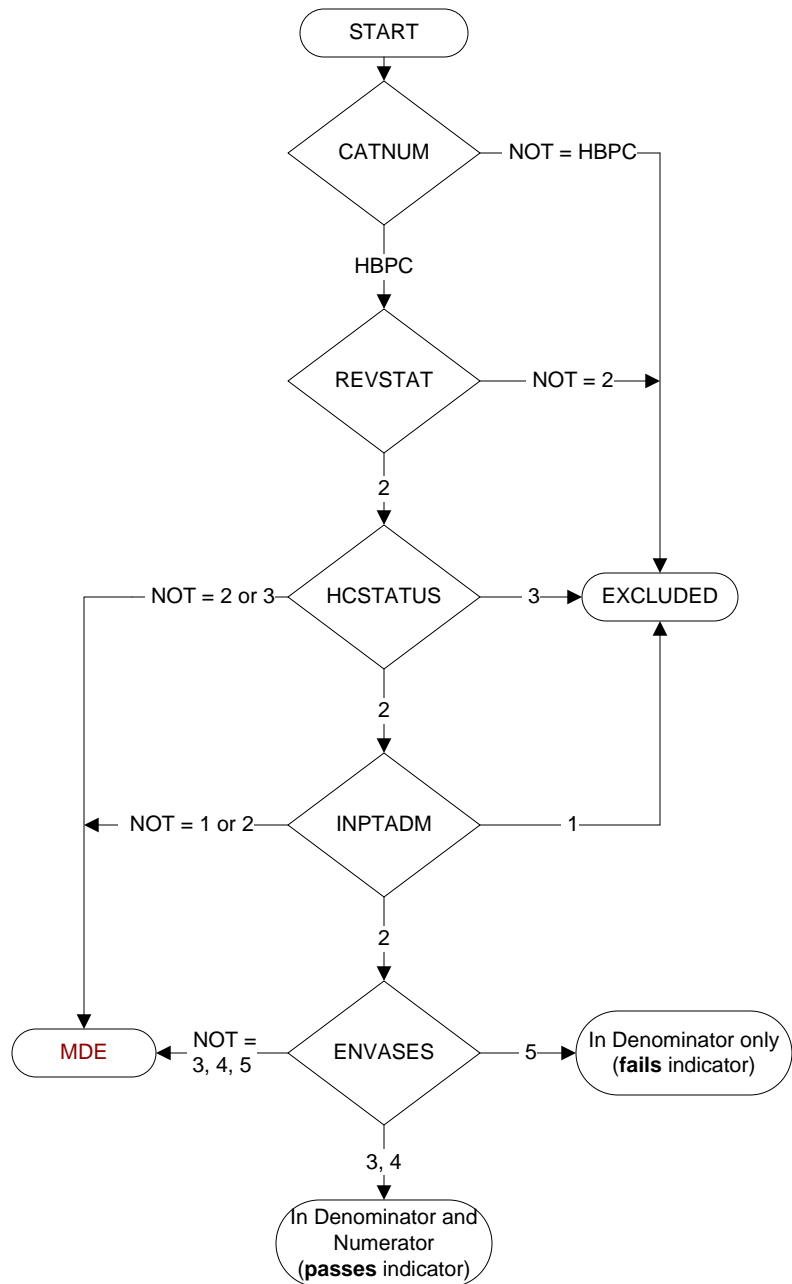 START
CATNUM
NOT = HBPC
HBPC
REVSTAT
NOT = 2
2
NOT = 2 or 3
HCSTATUS
3
EXCLUDED
2
NOT = 1 or 2
INPTADM
1
2
MDE
NOT =
3, 4, 5
ENVASES
5
In Denominator only
(fails indicator)
3, 4
In Denominator and
Numerator
(passes indicator)